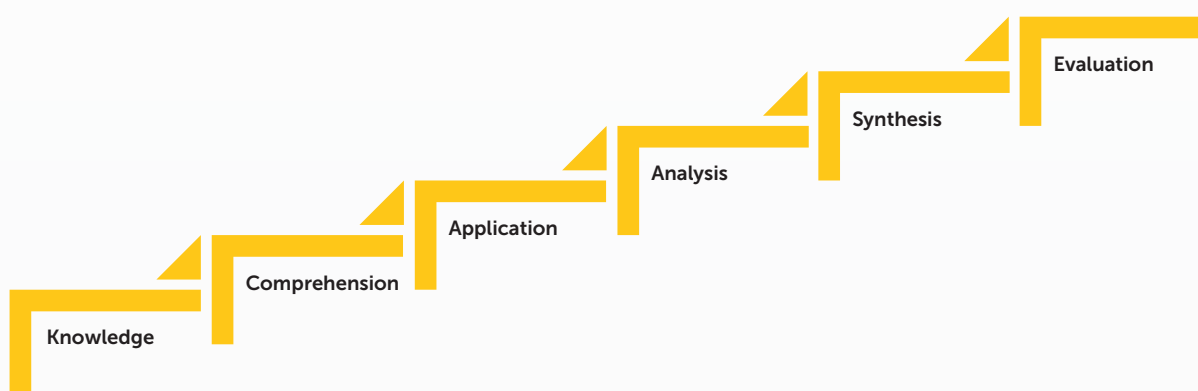 Evaluation
Synthesis
Analysis
Application
Comprehension
Knowledge